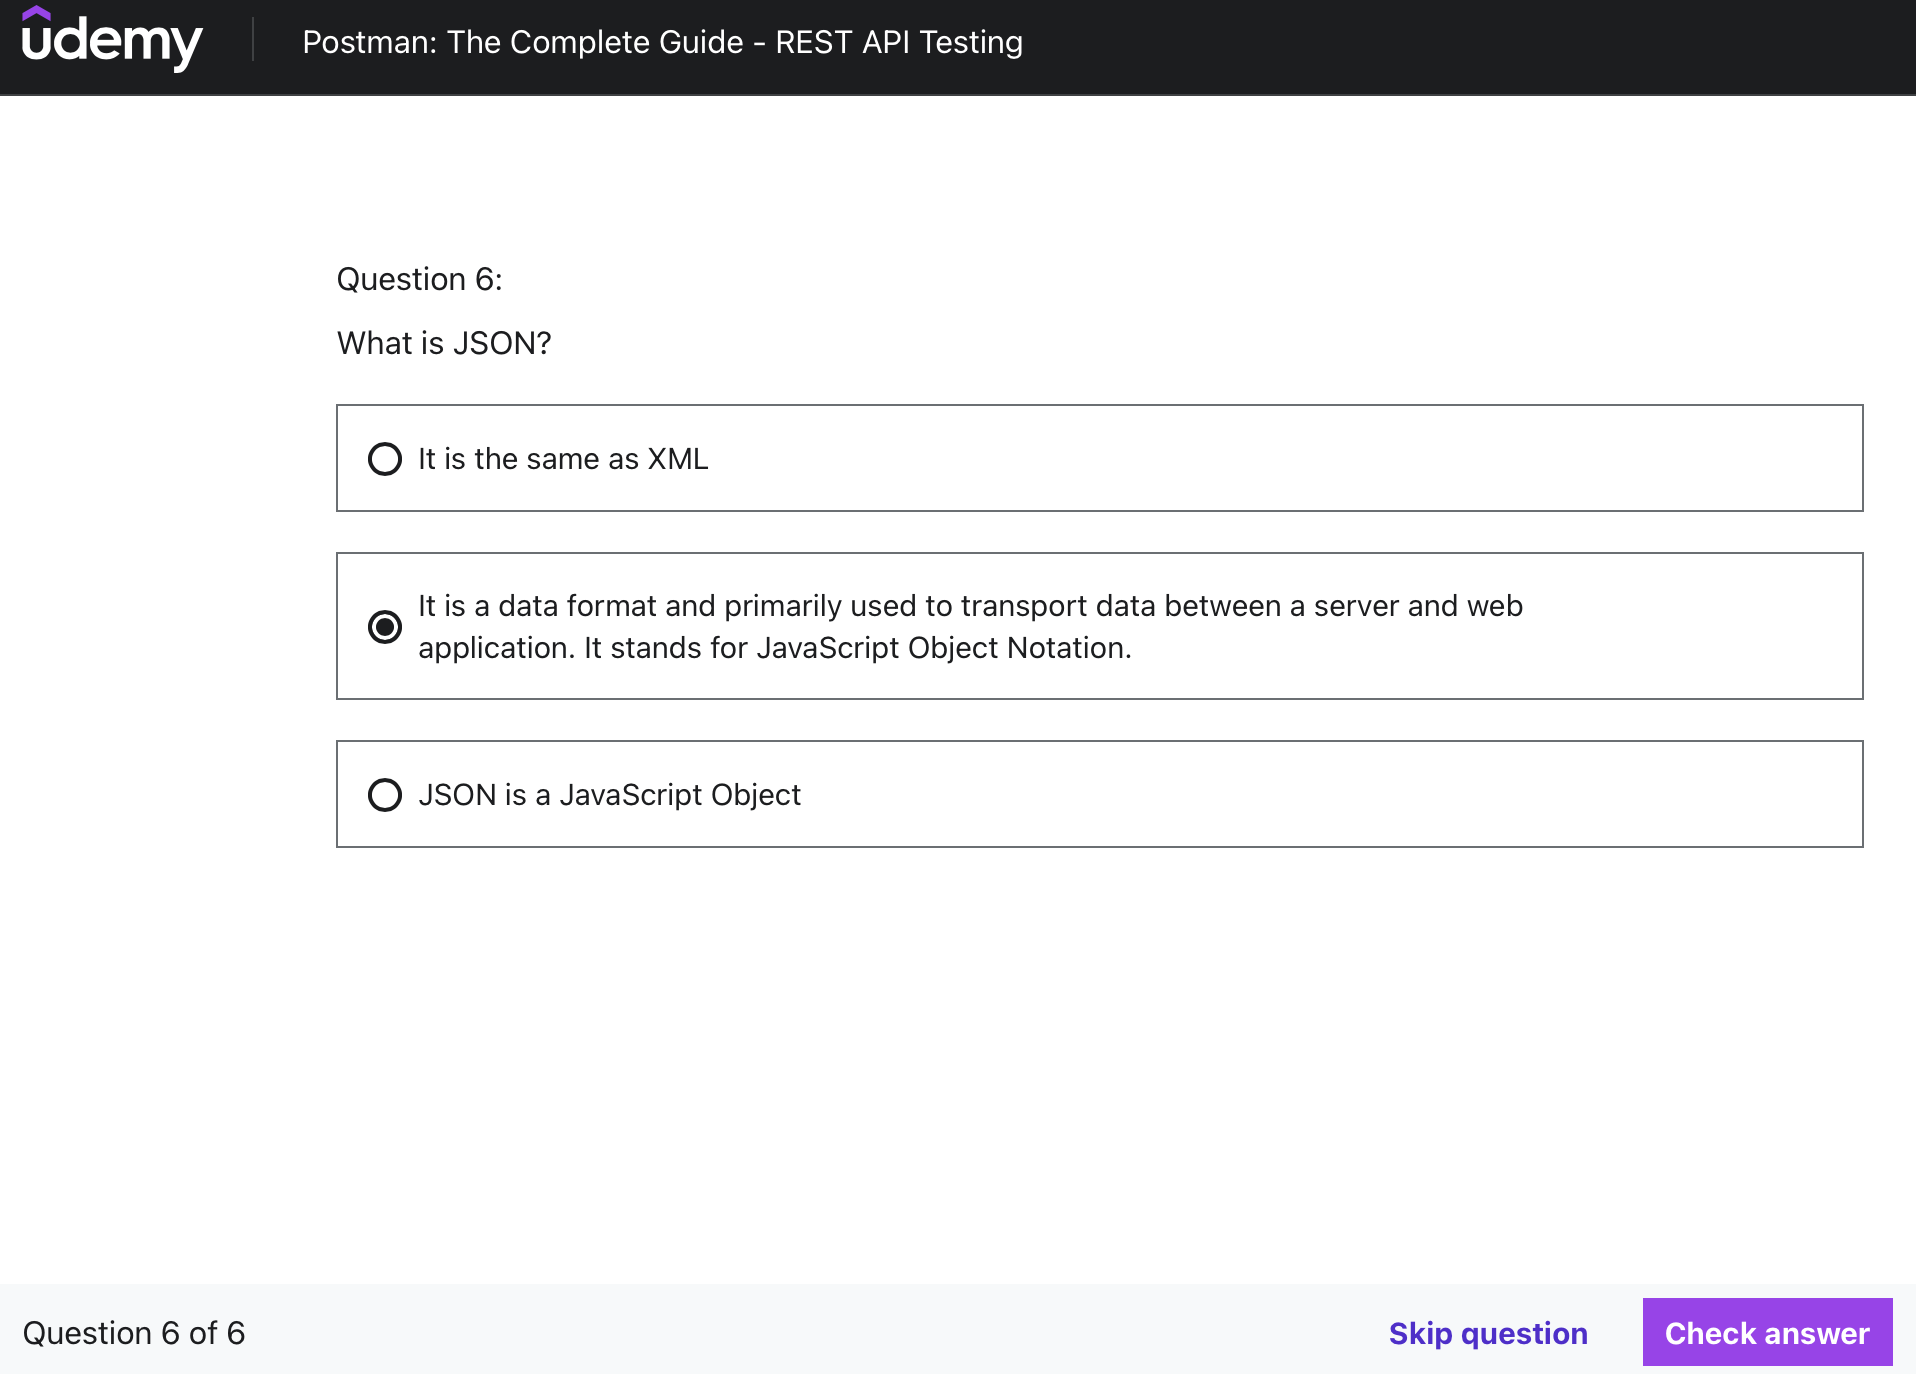 udemy
Postman: The Complete Guide - REST API Testing
Question 6:
What is JSON?
It is the same as XML
It is a data format and primarily used to transport data between a server and web
application. It stands for JavaScript Object Notation.
JSON is a JavaScript Object
Question 6 of 6
Skip question
Check answer